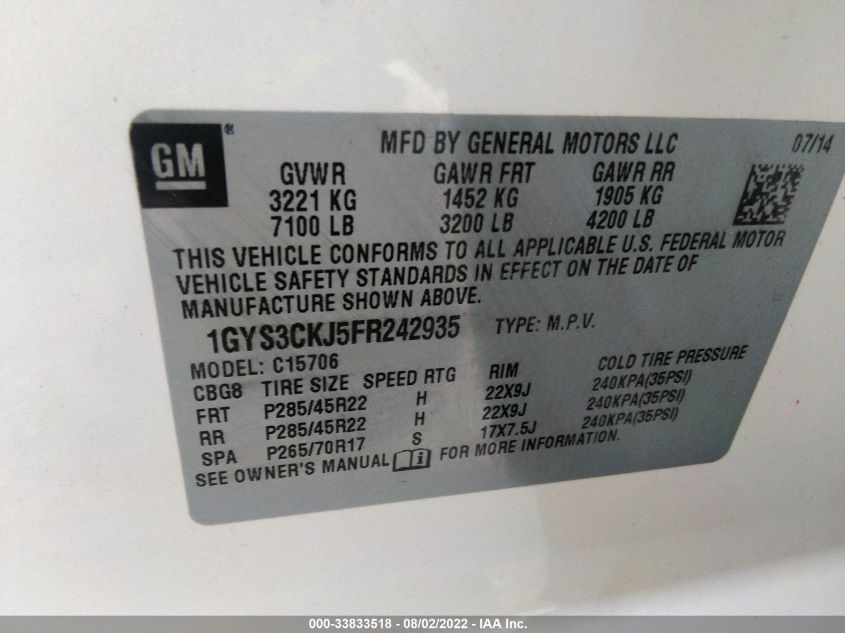 GM®
MFD BY GENERAL MOTORS LLC 07/14
GVWR GAWR FRT GAWR RR
3221 KG 1452 KG 1905 KG
7100 LB 3200 LB 4200 LB
THIS VEHICLE CONFORMS TO ALL APPLICABLE U.S. FEDERAL MOTOR
VEHICLE SAFETY STANDARDS IN EFFECT ON THE DATE OF
MANUFACTURE SHOWN ABOVE.
1GYS3CKJ5FR242935 TYPE: M.P.V.
MODEL: C15706
CBG8 TIRE SIZE SPEED RTG RIM COLD TIRE PRESSURE
FRT P285/45R22 H 22X9J 240KPA(35PSI)
RR P285/45R22 H 22X9J 240KPA(35PSI)
SPA P265/70R17 S 17X7.5J 240KPA(35PSI)
SEE OWNER'S MANUAL i FOR MORE INFORMATION.
000-33833518 - 08/02/2022 - IAA Inc.